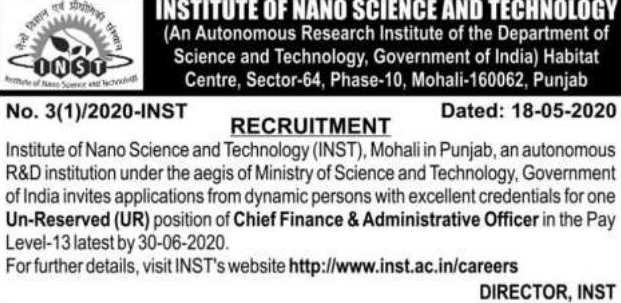 INSTITUTE OF NANO SCIENCE AND TECHNOLOGY
(An Autonomous Research Institute of the Department of
Science and Technology, Government of India) Habitat
Centre, Sector-64, Phase-10, Mohali-160062, Punjab
नैनो विज्ञान एवं प्रौद्योगिकी संस्थान
INST
Institute of Nano Science and Technology
No. 3(1)/2020-INST
Dated: 18-05-2020
RECRUITMENT
Institute of Nano Science and Technology (INST), Mohali in Punjab, an autonomous
R&D institution under the aegis of Ministry of Science and Technology, Government
of India invites applications from dynamic persons with excellent credentials for one
Un-Reserved (UR) position of Chief Finance & Administrative Officer in the Pay
Level-13 latest by 30-06-2020.
For further details, visit INST's website http://www.inst.ac.in/careers
DIRECTOR, INST